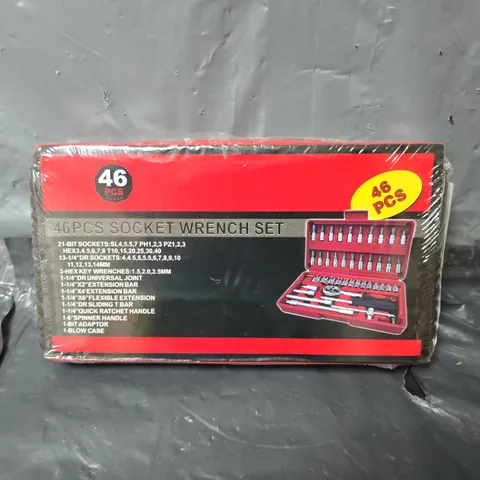 46
PCS
46
PCS
46PCS SOCKET WRENCH SET
21-BIT SOCKETS:SL4,5.5,7 PH1,2,3 PZ1,2,3
HEX3,4,5,6,7,8 T10,15,20,25,30,40
13-1/4"DR SOCKETS:4,4.5,5,5.5,6,7,8,9,10
11,12,13,14MM
3-HEX KEY WRENCHES:1.5,2.0,2.5MM
1-1/4"DR UNIVERSAL JOINT
1-1/4"X2"EXTENSION BAR
1-1/4"X4"EXTENSION BAR
1-1/4"X6"FLEXIBLE EXTENSION
1-1/4"DR SLIDING T BAR
1-1/4"QUICK RATCHET HANDLE
1-6"SPINNER HANDLE
1-BIT ADAPTOR
1-BLOW CASE